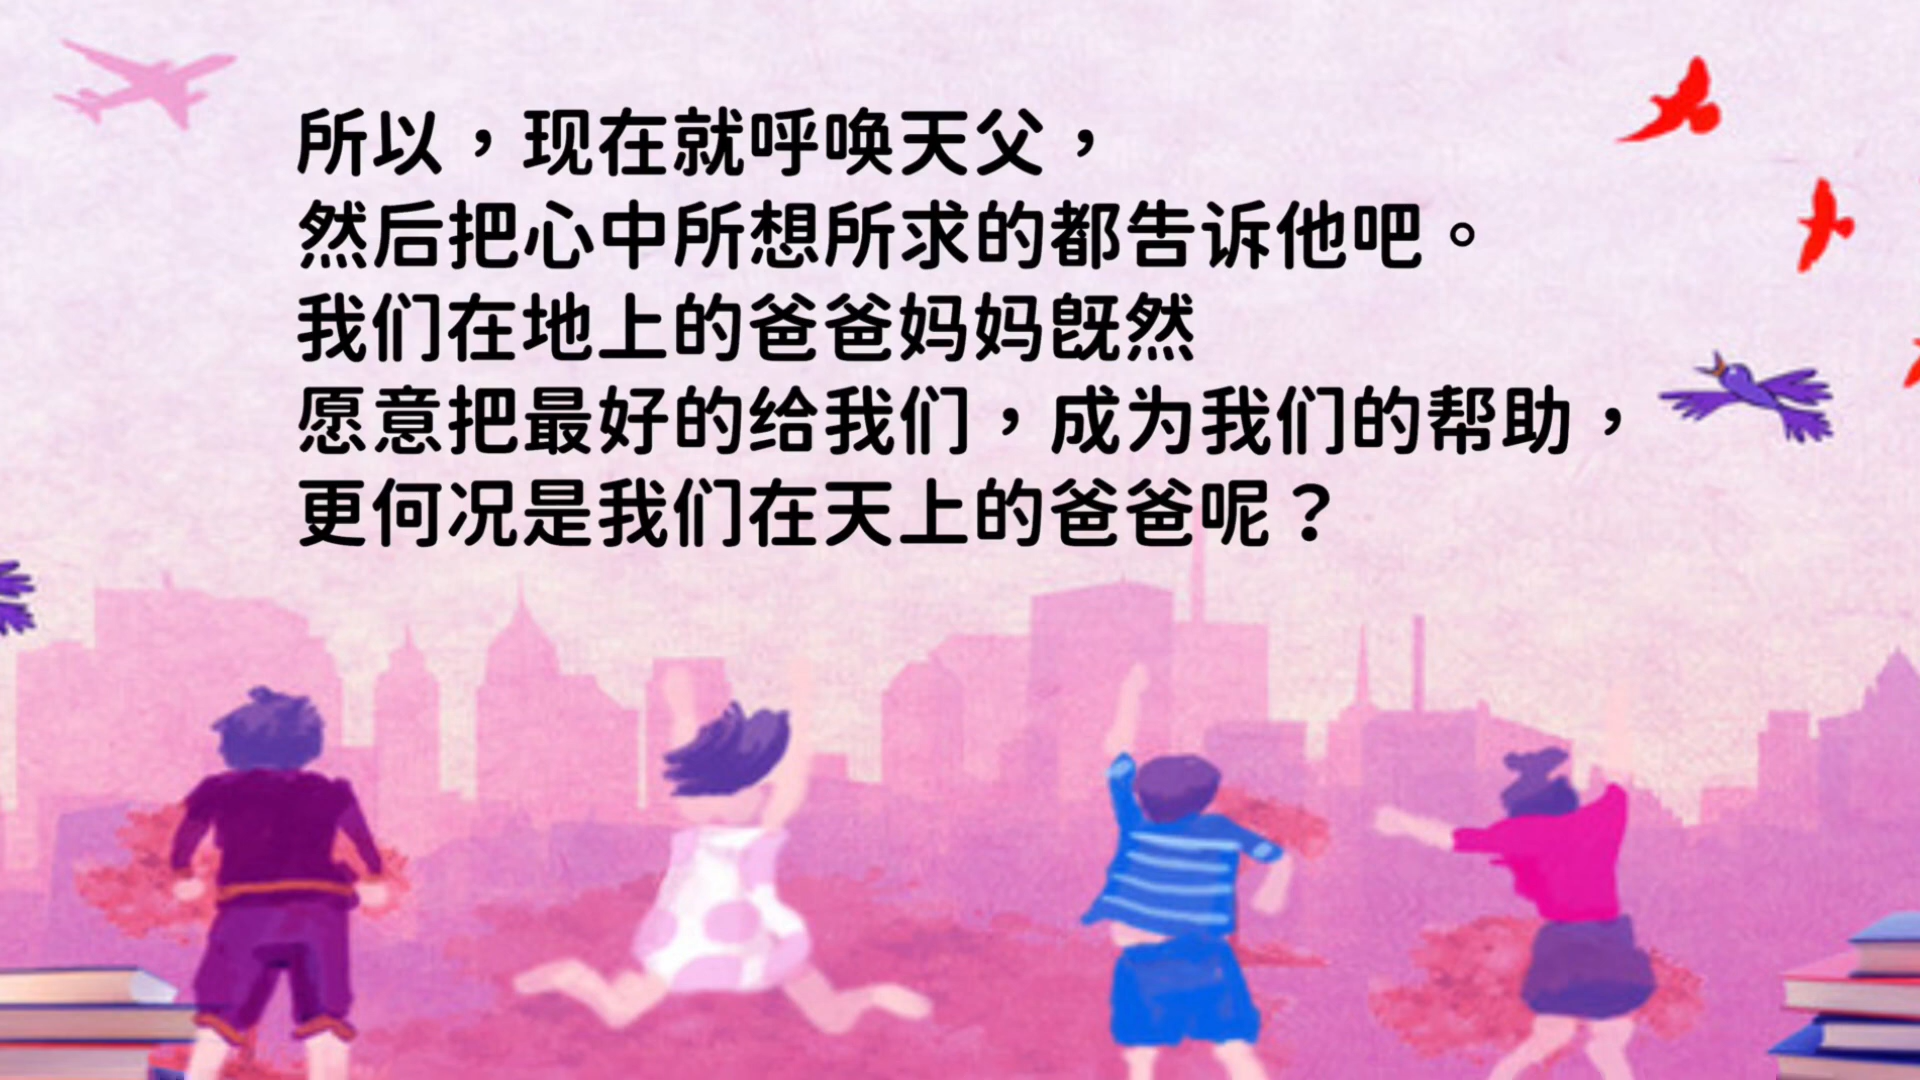 所以，现在就呼唤天父，
然后把心中所想所求的都告诉他吧。
我们在地上的爸爸妈妈既然
愿意把最好的给我们，成为我们的帮助，
更何况是我们在天上的爸爸呢？